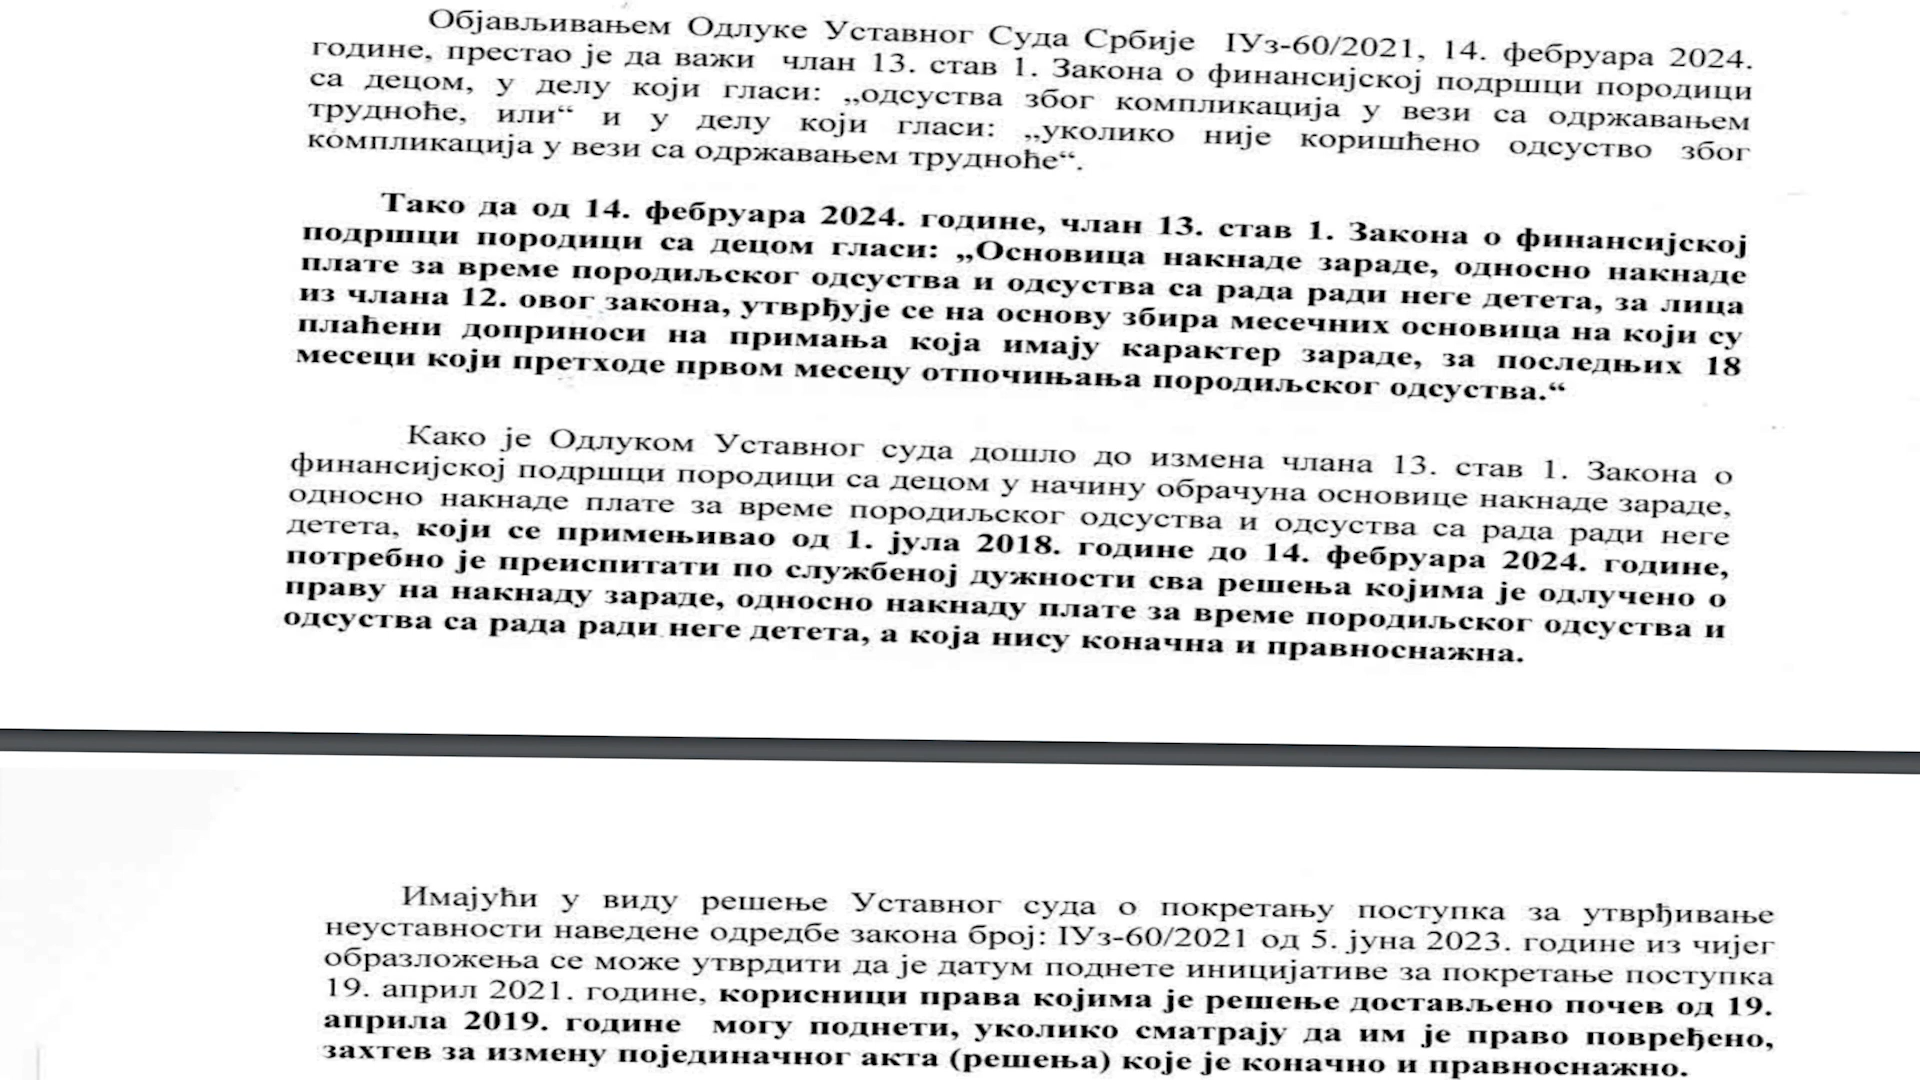 Објављивањем Одлуке Уставног Суда Србије IУз-60/2021, 14. фебруара 2024.
године, престао је да важи члан 13. став 1. Закона о финансијској подршци породици
са децом, у делу који гласи: „одсуства због компликација у вези са одржавањем
трудноће, или“ и у делу који гласи: „уколико није коришћено одсуство због
компликација у вези са одржавањем трудноће“.
Тако да од 14. фебруара 2024. године, члан 13. став 1. Закона о финансијској
подршци породици са децом гласи: „Основица накнаде зараде, односно накнаде
плате за време породиљског одсуства и одсуства са рада ради неге детета, за лица
из члана 12. овог закона, утврђује се на основу збира месечних основица на који су
плаћени доприноси на примања која имају карактер зараде, за последњих 18
месеци који претходе првом месецу отпочињања породиљског одсуства.“
Како је Одлуком Уставног суда дошло до измена члана 13. став 1. Закона о
финансијској подршци породици са децом у начину обрачуна основице накнаде зараде,
односно накнаде плате за време породиљског одсуства и одсуства са рада ради неге
детета, који се примењивао од 1. јула 2018. године до 14. фебруара 2024. године,
потребно је преиспитати по службеној дужности сва решења којима је одлучено о
праву на накнаду зараде, односно накнаду плате за време породиљског одсуства и
одсуства са рада ради неге детета, а која нису коначна и правноснажна.
Имајући у виду решење Уставног суда о покретању поступка за утврђивање
неуставности наведене одредбе закона број: IУз-60/2021 од 5. јуна 2023. године из чијег
образложења се може утврдити да је датум поднете иницијативе за покретање поступка
19. април 2021. године, корисници права којима је решење достављено почев од 19.
априла 2019. године могу поднети, уколико сматрају да им је право повређено,
захтев за измену појединачног акта (решења) које је коначно и правноснажно.